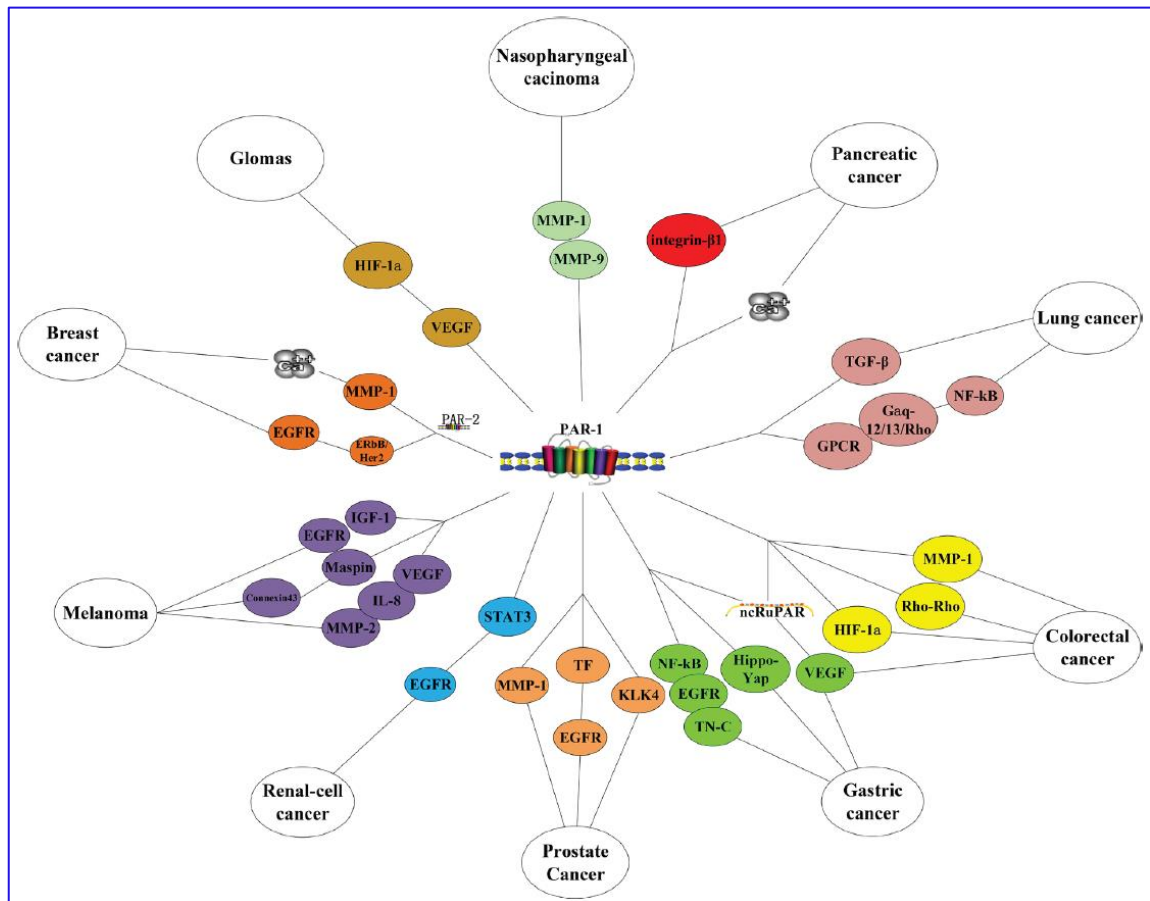 Nasopharyngeal
cacinoma
Glomas
Pancreatic
cancer
MMP-1
integrin-β1
MMP-9
HIF-1a
Ca++
Lung cancer
Breast
cancer
VEGF
TGF-β
Ca++
MMP-1
NF-kB
Gaq-
12/13/Rho
PAR-2
PAR-1
EGFR
ERbB/
Her2
GPCR
IGF-1
EGFR
Maspin
VEGF
MMP-1
Connexin43
IL-8
Melanoma
MMP-2
STAT3
ncRuPAR
Rho-Rho
HIF-1a
Colorectal
cancer
TF
NF-kB
Hippo-
Yap
VEGF
EGFR
MMP-1
KLK4
EGFR
TN-C
EGFR
Renal-cell
cancer
Gastric
cancer
Prostate
Cancer